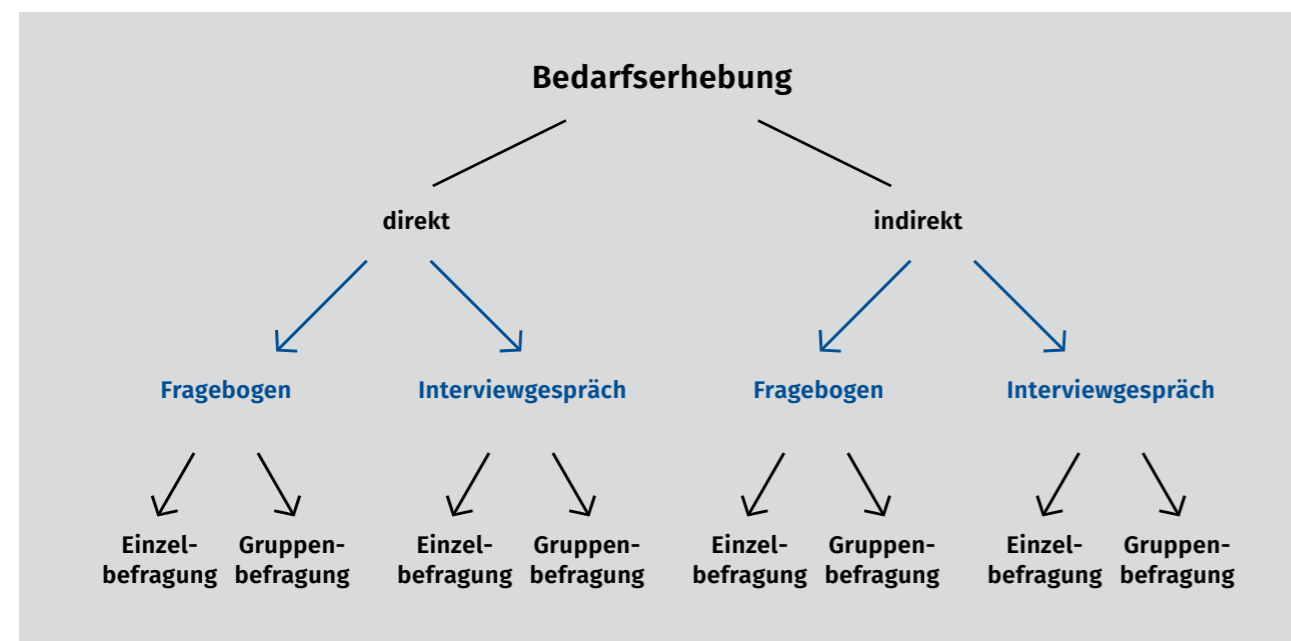 Bedarfserhebung
direkt
indirekt
Fragebogen
Interviewgespräch
Fragebogen
Interviewgespräch
Einzel-
befragung
Gruppen-
befragung
Einzel-
befragung
Gruppen-
befragung
Einzel-
befragung
Gruppen-
befragung
Einzel-
befragung
Gruppen-
befragung